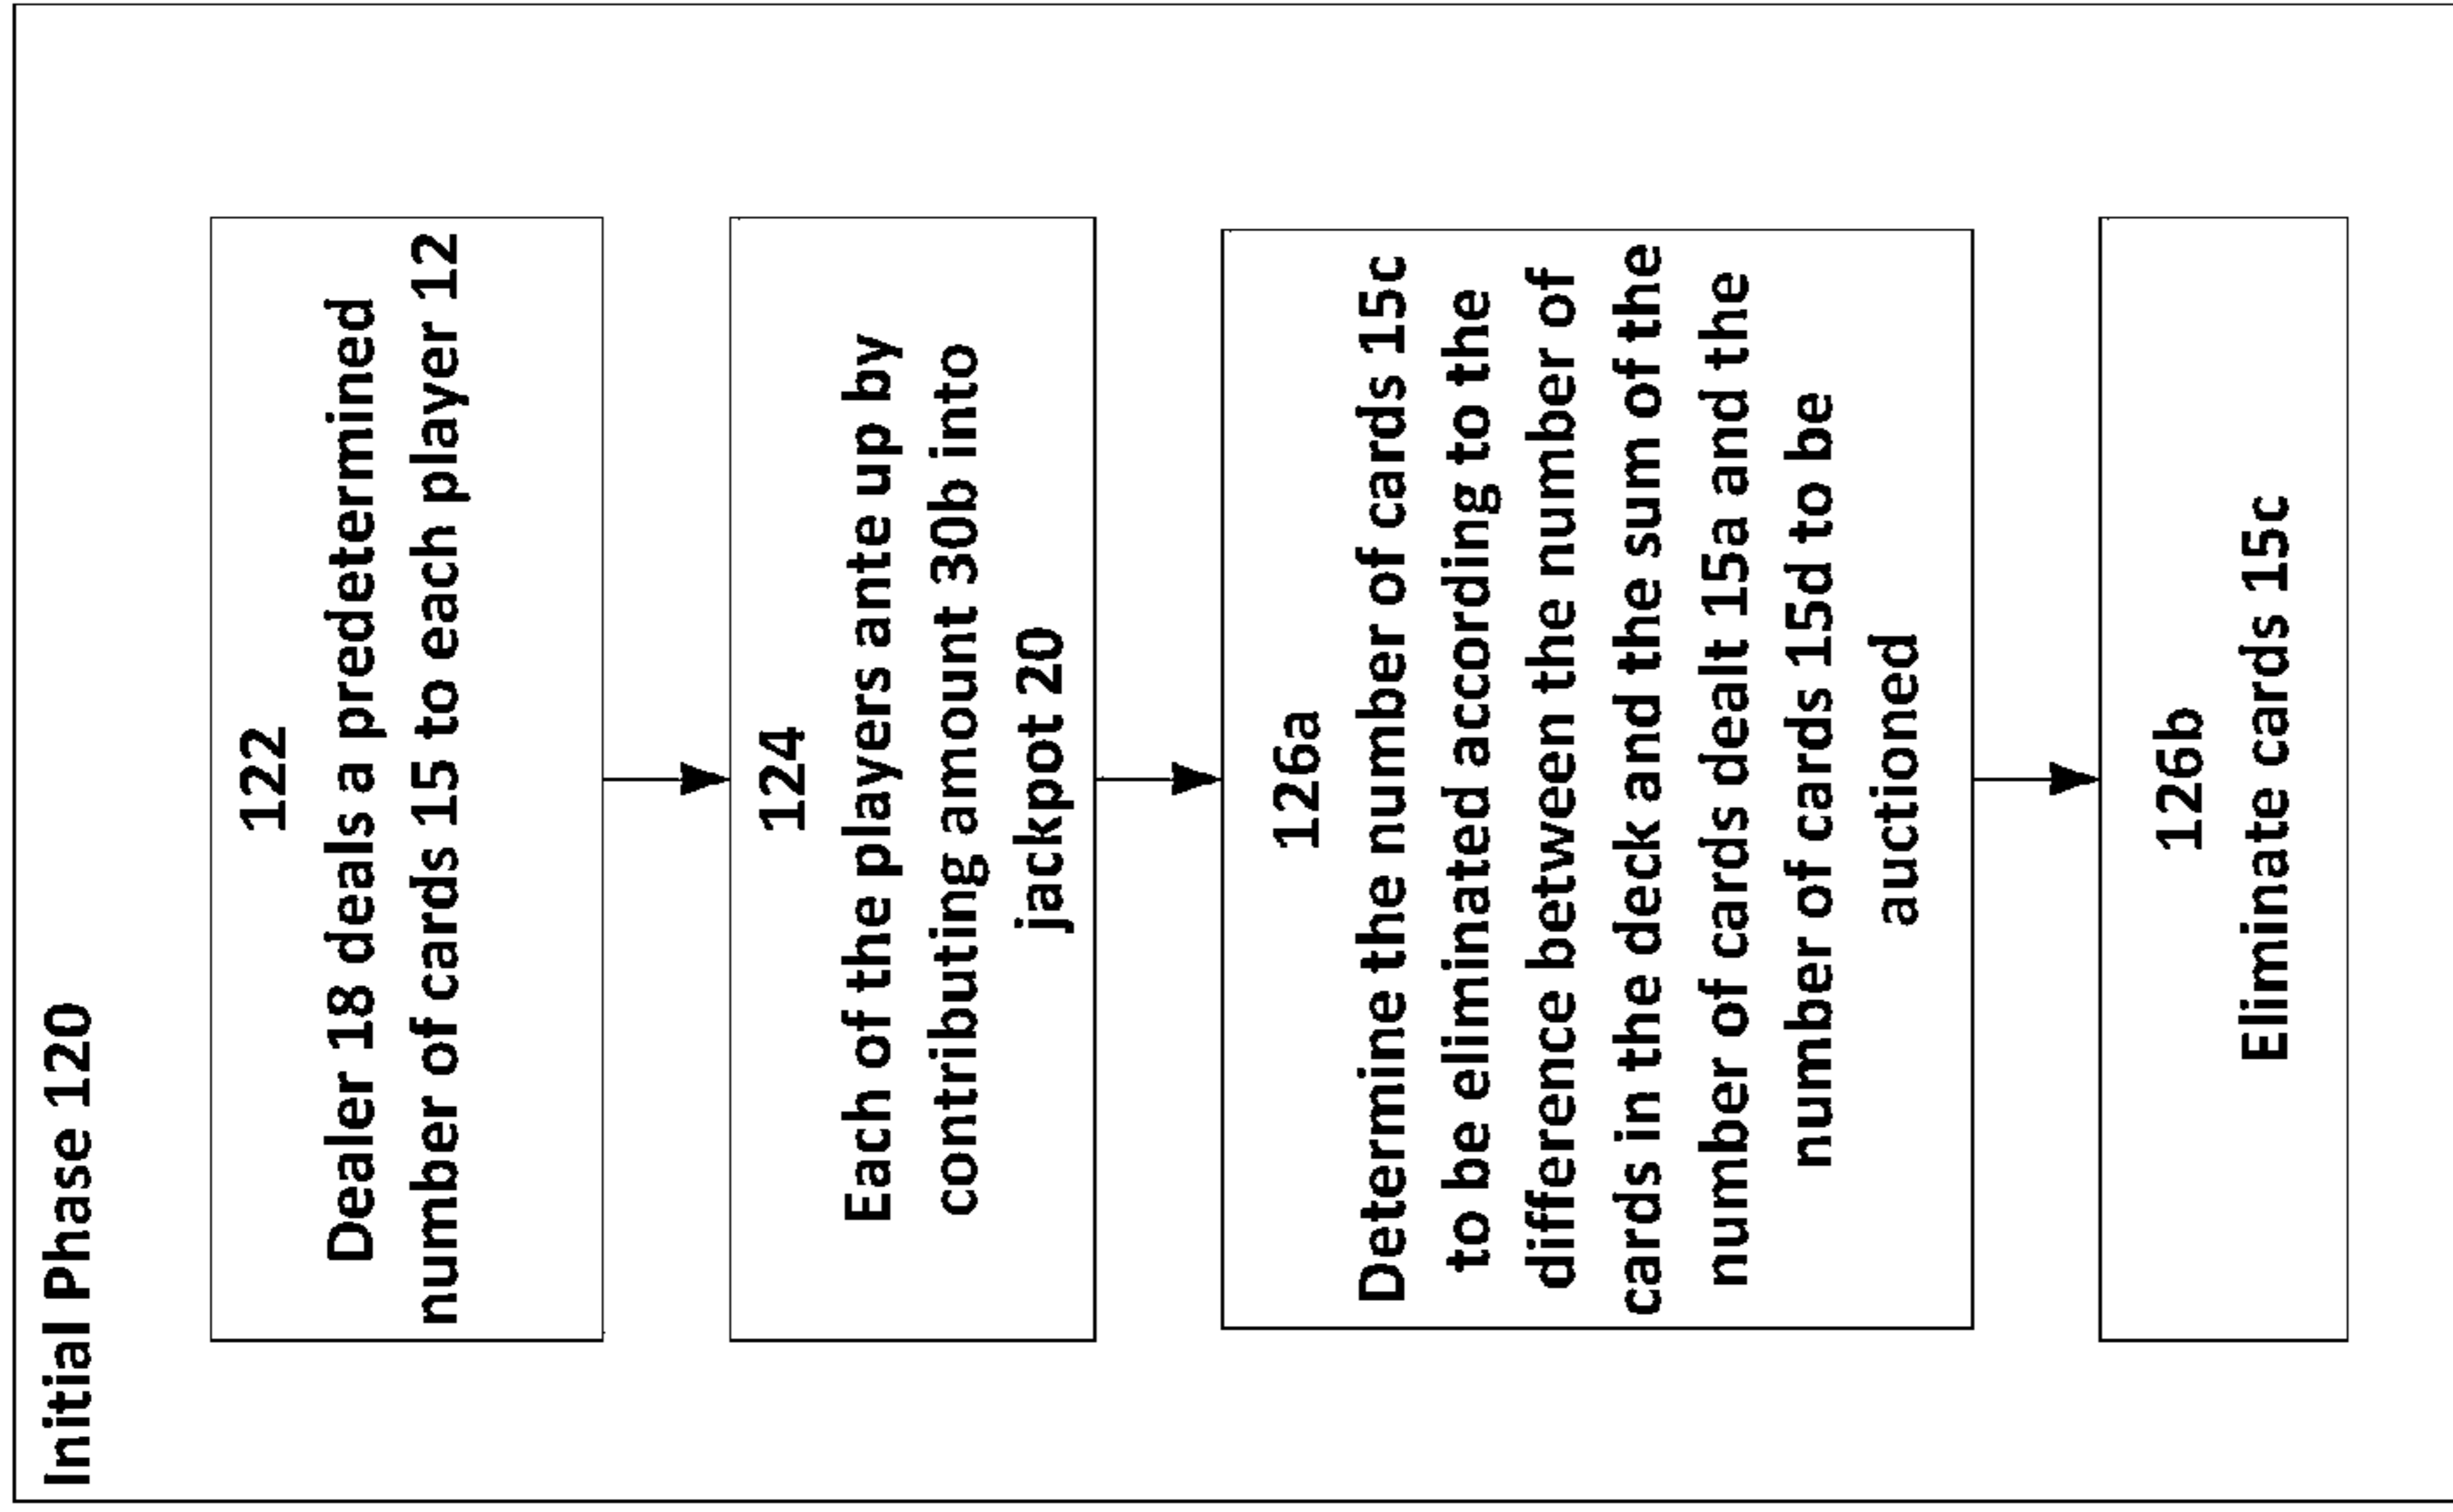 Initial Phase 120
122
Dealer 18 deals a predetermined
number of cards 15 to each player 12
124
Each of the players ante up by
contributing amount 30b into
jackpot 20
126a
Determine the number of cards 15c
to be eliminated according to the
difference between the number of
cards in the deck and the sum of the
number of cards dealt 15a and the
number of cards 15d to be
auctioned
126b
Eliminate cards 15c